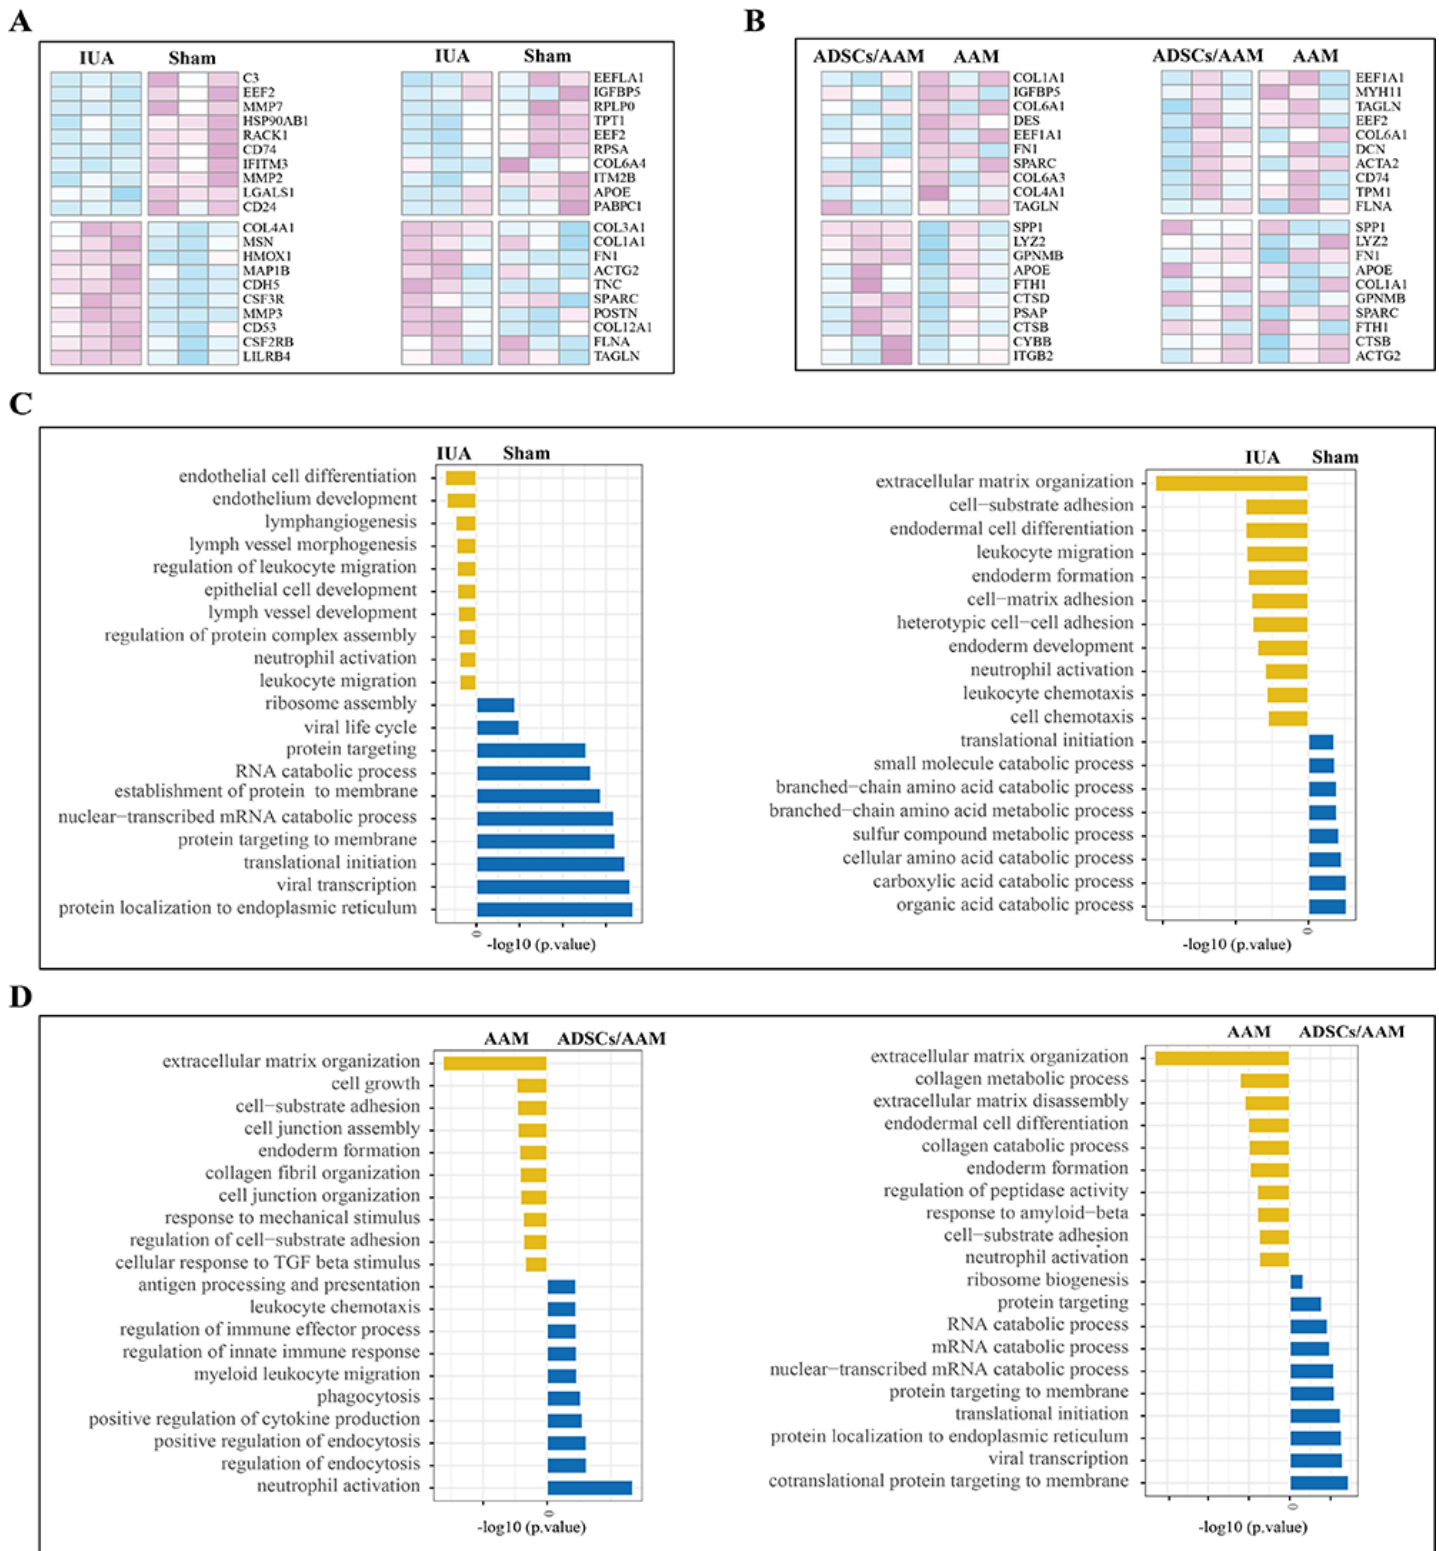 A
IUA Sham
C3
EEF2
MMP7
HSP90AB1
RACK1
CD74
IFITM3
MMP2
LGALS1
CD24
COL4A1
MSN
HMOX1
MAP1B
CDH5
CSF3R
MMP3
CD53
CSF2RB
LILRB4
IUA Sham
EEFLA1
IGFBP5
RPLP0
TPT1
EEF2
RPSA
COL6A4
ITM2B
APOE
PABPC1
COL3A1
COL1A1
FN1
ACTG2
TNC
SPARC
POSTN
COL12A1
FLNA
TAGLN
B
ADSCs/AAM AAM
COL1A1
IGFBP5
COL6A1
DES
EEF1A1
FN1
SPARC
COL6A3
COL4A1
TAGLN
SPP1
LYZ2
GPNMB
APOE
FTH1
CTSD
PSAP
CTSB
CYBB
ITGB2
ADSCs/AAM AAM
EEF1A1
MYH11
TAGLN
EEF2
COL6A1
DCN
ACTA2
CD74
TPM1
FLNA
SPP1
LYZ2
FN1
APOE
COL1A1
GPNMB
SPARC
FTH1
CTSB
ACTG2
C
IUA Sham
endothelial cell differentiation
endothelium development
lymphangiogenesis
lymph vessel morphogenesis
regulation of leukocyte migration
epithelial cell development
lymph vessel development
regulation of protein complex assembly
neutrophil activation
leukocyte migration
ribosome assembly
viral life cycle
protein targeting
RNA catabolic process
establishment of protein to membrane
nuclear−transcribed mRNA catabolic process
protein targeting to membrane
translational initiation
viral transcription
protein localization to endoplasmic reticulum
0
-log10 (p.value)
IUA Sham
extracellular matrix organization
cell−substrate adhesion
endodermal cell differentiation
leukocyte migration
endoderm formation
cell−matrix adhesion
heterotypic cell−cell adhesion
endoderm development
neutrophil activation
leukocyte chemotaxis
cell chemotaxis
translational initiation
small molecule catabolic process
branched−chain amino acid catabolic process
branched−chain amino acid metabolic process
sulfur compound metabolic process
cellular amino acid catabolic process
carboxylic acid catabolic process
organic acid catabolic process
0
-log10 (p.value)
D
AAM ADSCs/AAM
extracellular matrix organization
cell growth
cell−substrate adhesion
cell junction assembly
endoderm formation
collagen fibril organization
cell junction organization
response to mechanical stimulus
regulation of cell−substrate adhesion
cellular response to TGF beta stimulus
antigen processing and presentation
leukocyte chemotaxis
regulation of immune effector process
regulation of innate immune response
myeloid leukocyte migration
phagocytosis
positive regulation of cytokine production
positive regulation of endocytosis
regulation of endocytosis
neutrophil activation
0
-log10 (p.value)
AAM ADSCs/AAM
extracellular matrix organization
collagen metabolic process
extracellular matrix disassembly
endodermal cell differentiation
collagen catabolic process
endoderm formation
regulation of peptidase activity
response to amyloid−beta
cell−substrate adhesion
neutrophil activation
ribosome biogenesis
protein targeting
RNA catabolic process
mRNA catabolic process
nuclear−transcribed mRNA catabolic process
protein targeting to membrane
translational initiation
protein localization to endoplasmic reticulum
viral transcription
cotranslational protein targeting to membrane
0
-log10 (p.value)